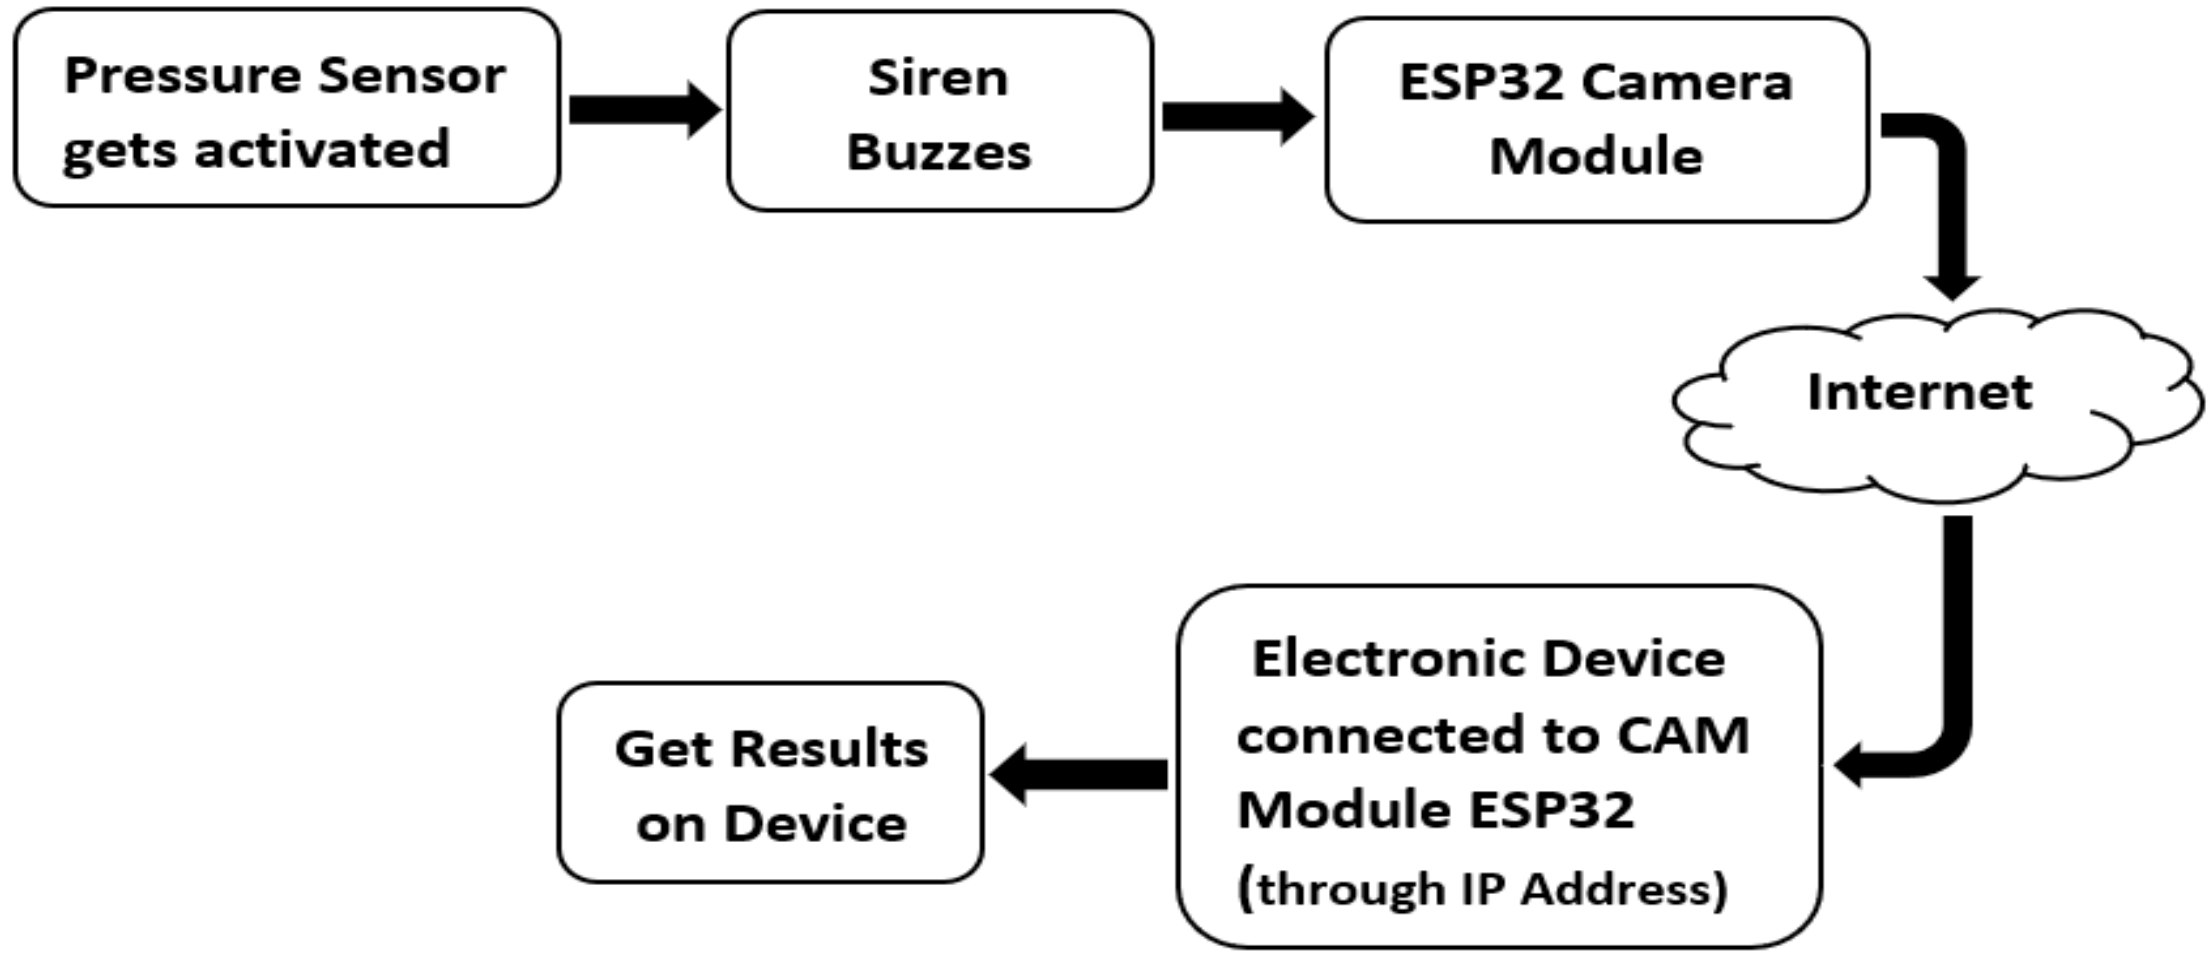 Pressure Sensor
gets activated
Siren
Buzzes
ESP32 Camera
Module
Internet
Electronic Device
connected to CAM
Module ESP32
(through IP Address)
Get Results
on Device